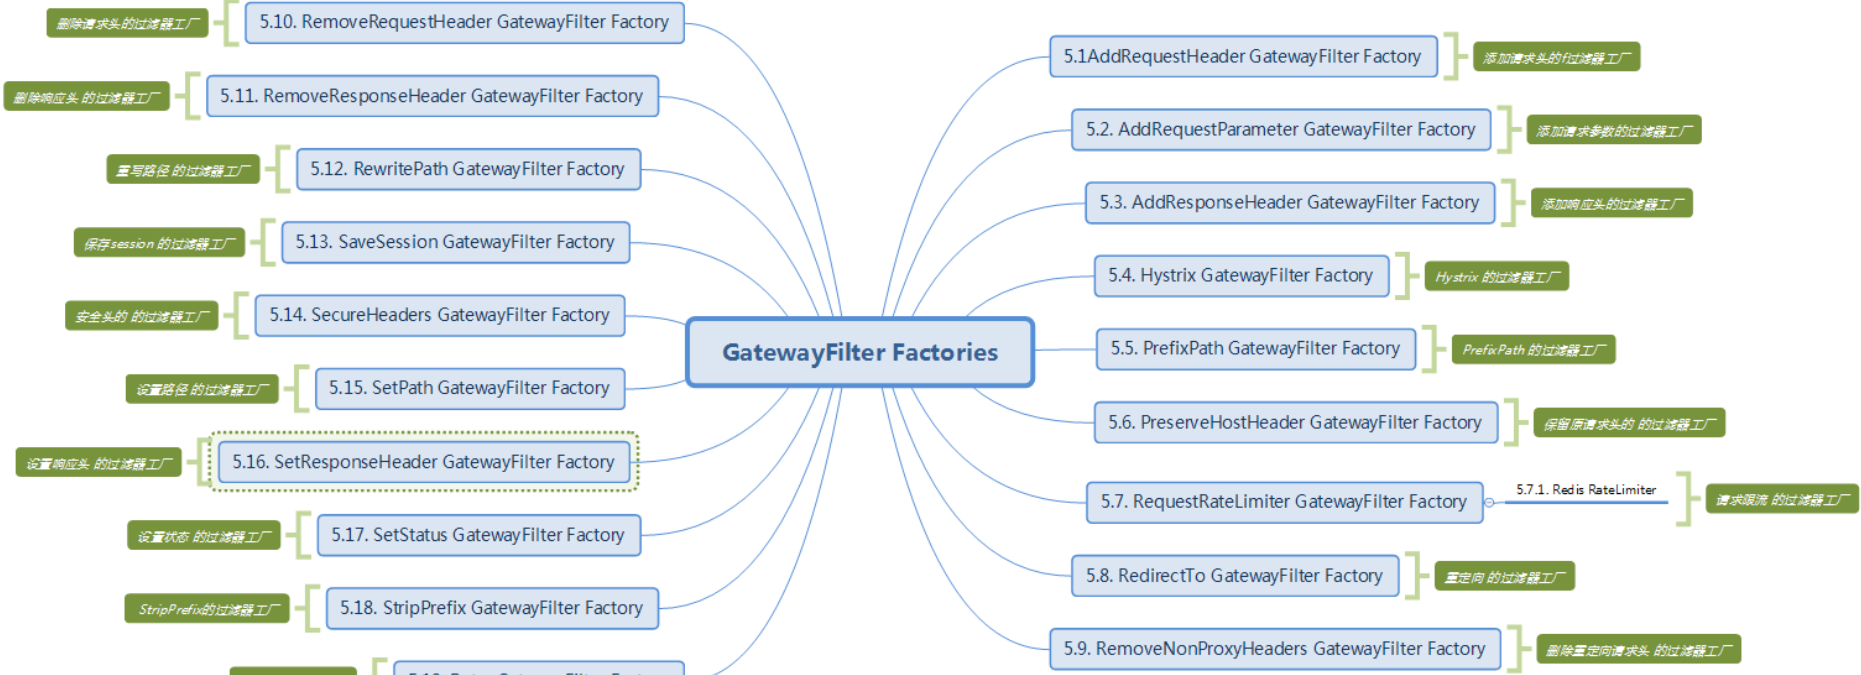 GatewayFilter Factories
5.1AddRequestHeader GatewayFilter Factory
添加请求头的f过滤器工厂
5.2. AddRequestParameter GatewayFilter Factory
添加请求参数的过滤器工厂
5.3. AddResponseHeader GatewayFilter Factory
添加响应头的过滤器工厂
5.4. Hystrix GatewayFilter Factory
Hystrix 的过滤器工厂
5.5. PrefixPath GatewayFilter Factory
PrefixPath 的过滤器工厂
5.6. PreserveHostHeader GatewayFilter Factory
保留原请求头的 的过滤器工厂
5.7. RequestRateLimiter GatewayFilter Factory
5.7.1. Redis RateLimiter
请求限流 的过滤器工厂
5.8. RedirectTo GatewayFilter Factory
重定向 的过滤器工厂
5.9. RemoveNonProxyHeaders GatewayFilter Factory
删除重定向请求头 的过滤器工厂
5.10. RemoveRequestHeader GatewayFilter Factory
删除请求头的过滤器工厂
5.11. RemoveResponseHeader GatewayFilter Factory
删除响应头 的过滤器工厂
5.12. RewritePath GatewayFilter Factory
重写路径 的过滤器工厂
5.13. SaveSession GatewayFilter Factory
保存session 的过滤器工厂
5.14. SecureHeaders GatewayFilter Factory
安全头的 的过滤器工厂
5.15. SetPath GatewayFilter Factory
设置路径 的过滤器工厂
5.16. SetResponseHeader GatewayFilter Factory
设置响应头 的过滤器工厂
5.17. SetStatus GatewayFilter Factory
设置状态 的过滤器工厂
5.18. StripPrefix GatewayFilter Factory
StripPrefix的过滤器工厂